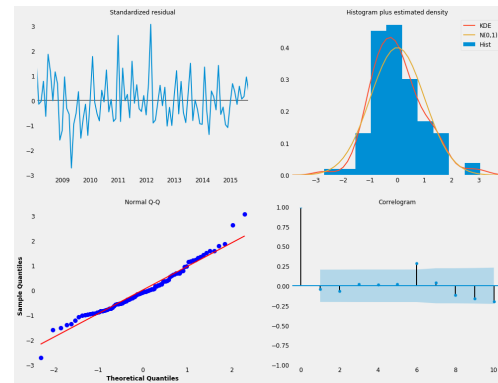 Standardized residual
3
2
1
0
−1
−2
−3
2009 2010 2011 2012 2013 2014 2015
Histogram plus estimated density
KDE
N(0,1)
Hist
0.4
0.3
0.2
0.1
0.0
−3 −2 −1 0 1 2 3
Normal Q-Q
3
2
1
0
−1
−2
−3
−2 −1 0 1 2
Sample Quantiles
Theoretical Quantiles
Correlogram
1.00
0.75
0.50
0.25
0.00
−0.25
−0.50
−0.75
−1.00
0 2 4 6 8 10